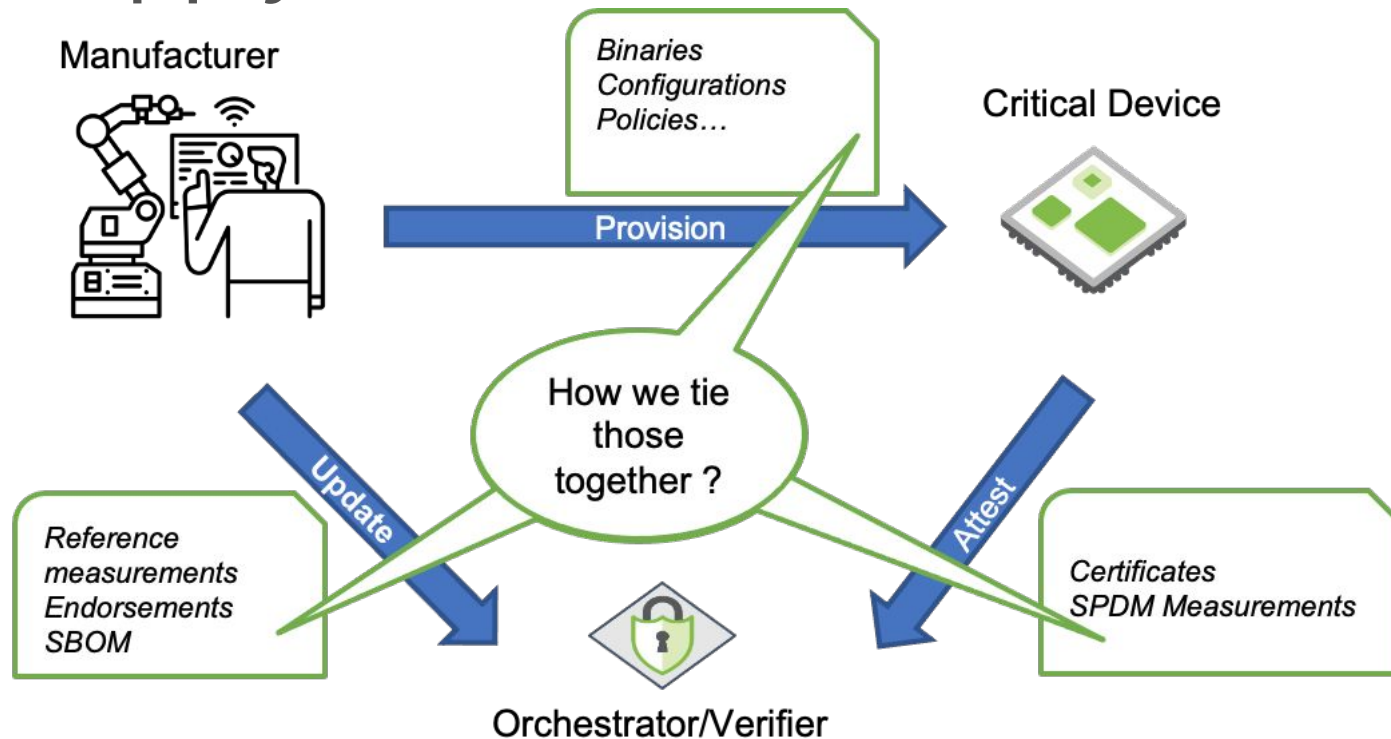 Manufacturer
Binaries
Configurations
Policies…
Critical Device
Provision
How we tie
those
together ?
Update
Attest
Reference
measurements
Endorsements
SBOM
Certificates
SPDM Measurements
Orchestrator/Verifier